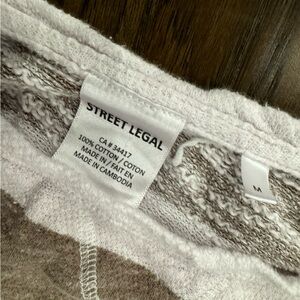 STREET LEGAL
CA # 34417
100% COTTON / COTON
MADE IN / FAIT EN
MADE IN CAMBODIA
M